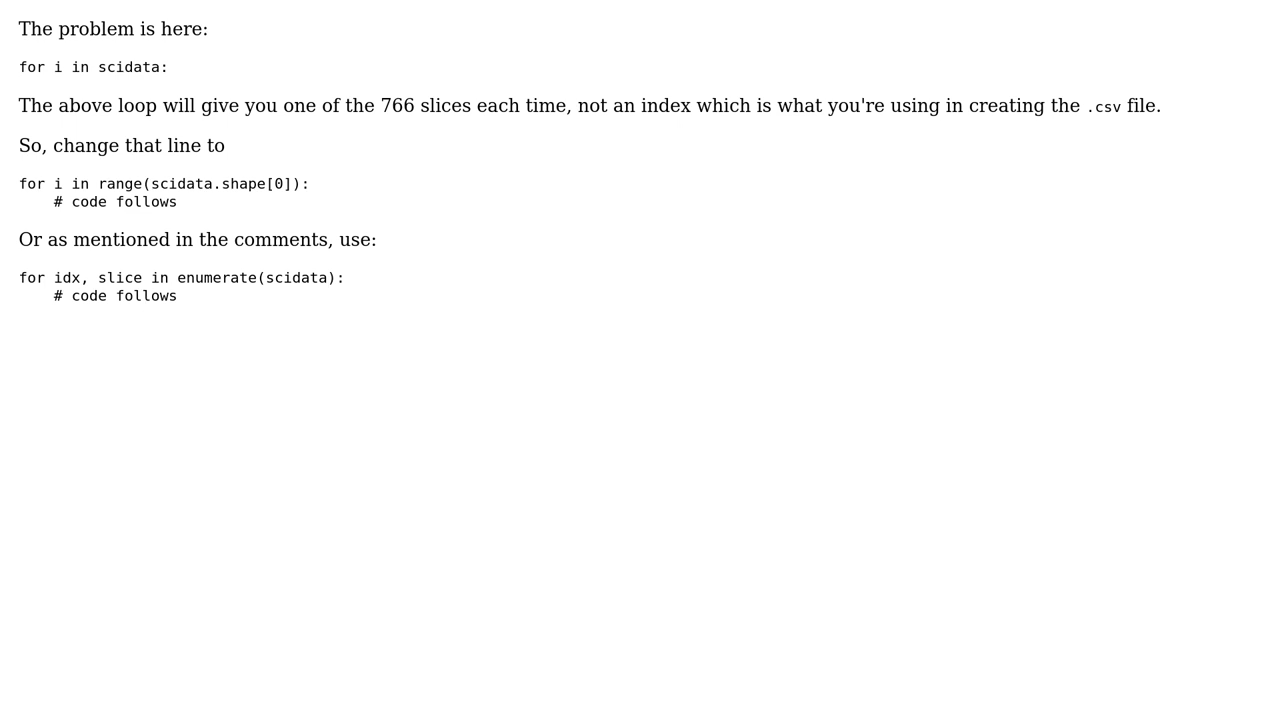 The problem is here:
for i in scidata:
The above loop will give you one of the 766 slices each time, not an index which is what you're using in creating the .csv file.
So, change that line to
for i in range(scidata.shape[0]):
    # code follows
Or as mentioned in the comments, use:
for idx, slice in enumerate(scidata):
    # code follows